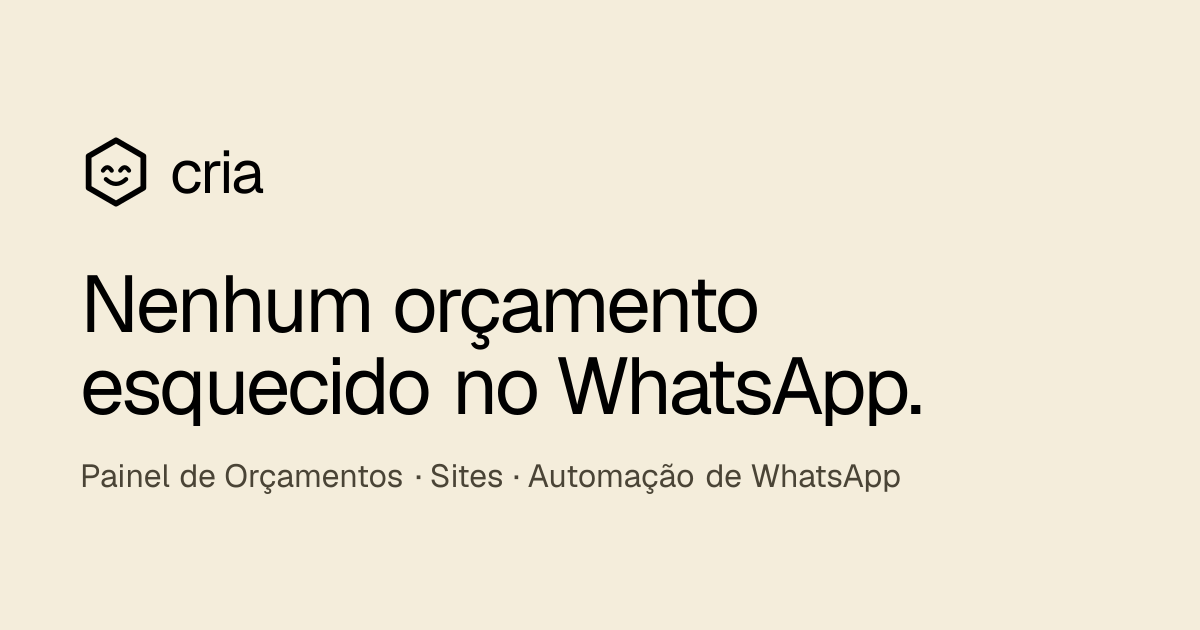 cria
Nenhum orçamento
esquecido no WhatsApp.
Painel de Orçamentos · Sites · Automação de WhatsApp